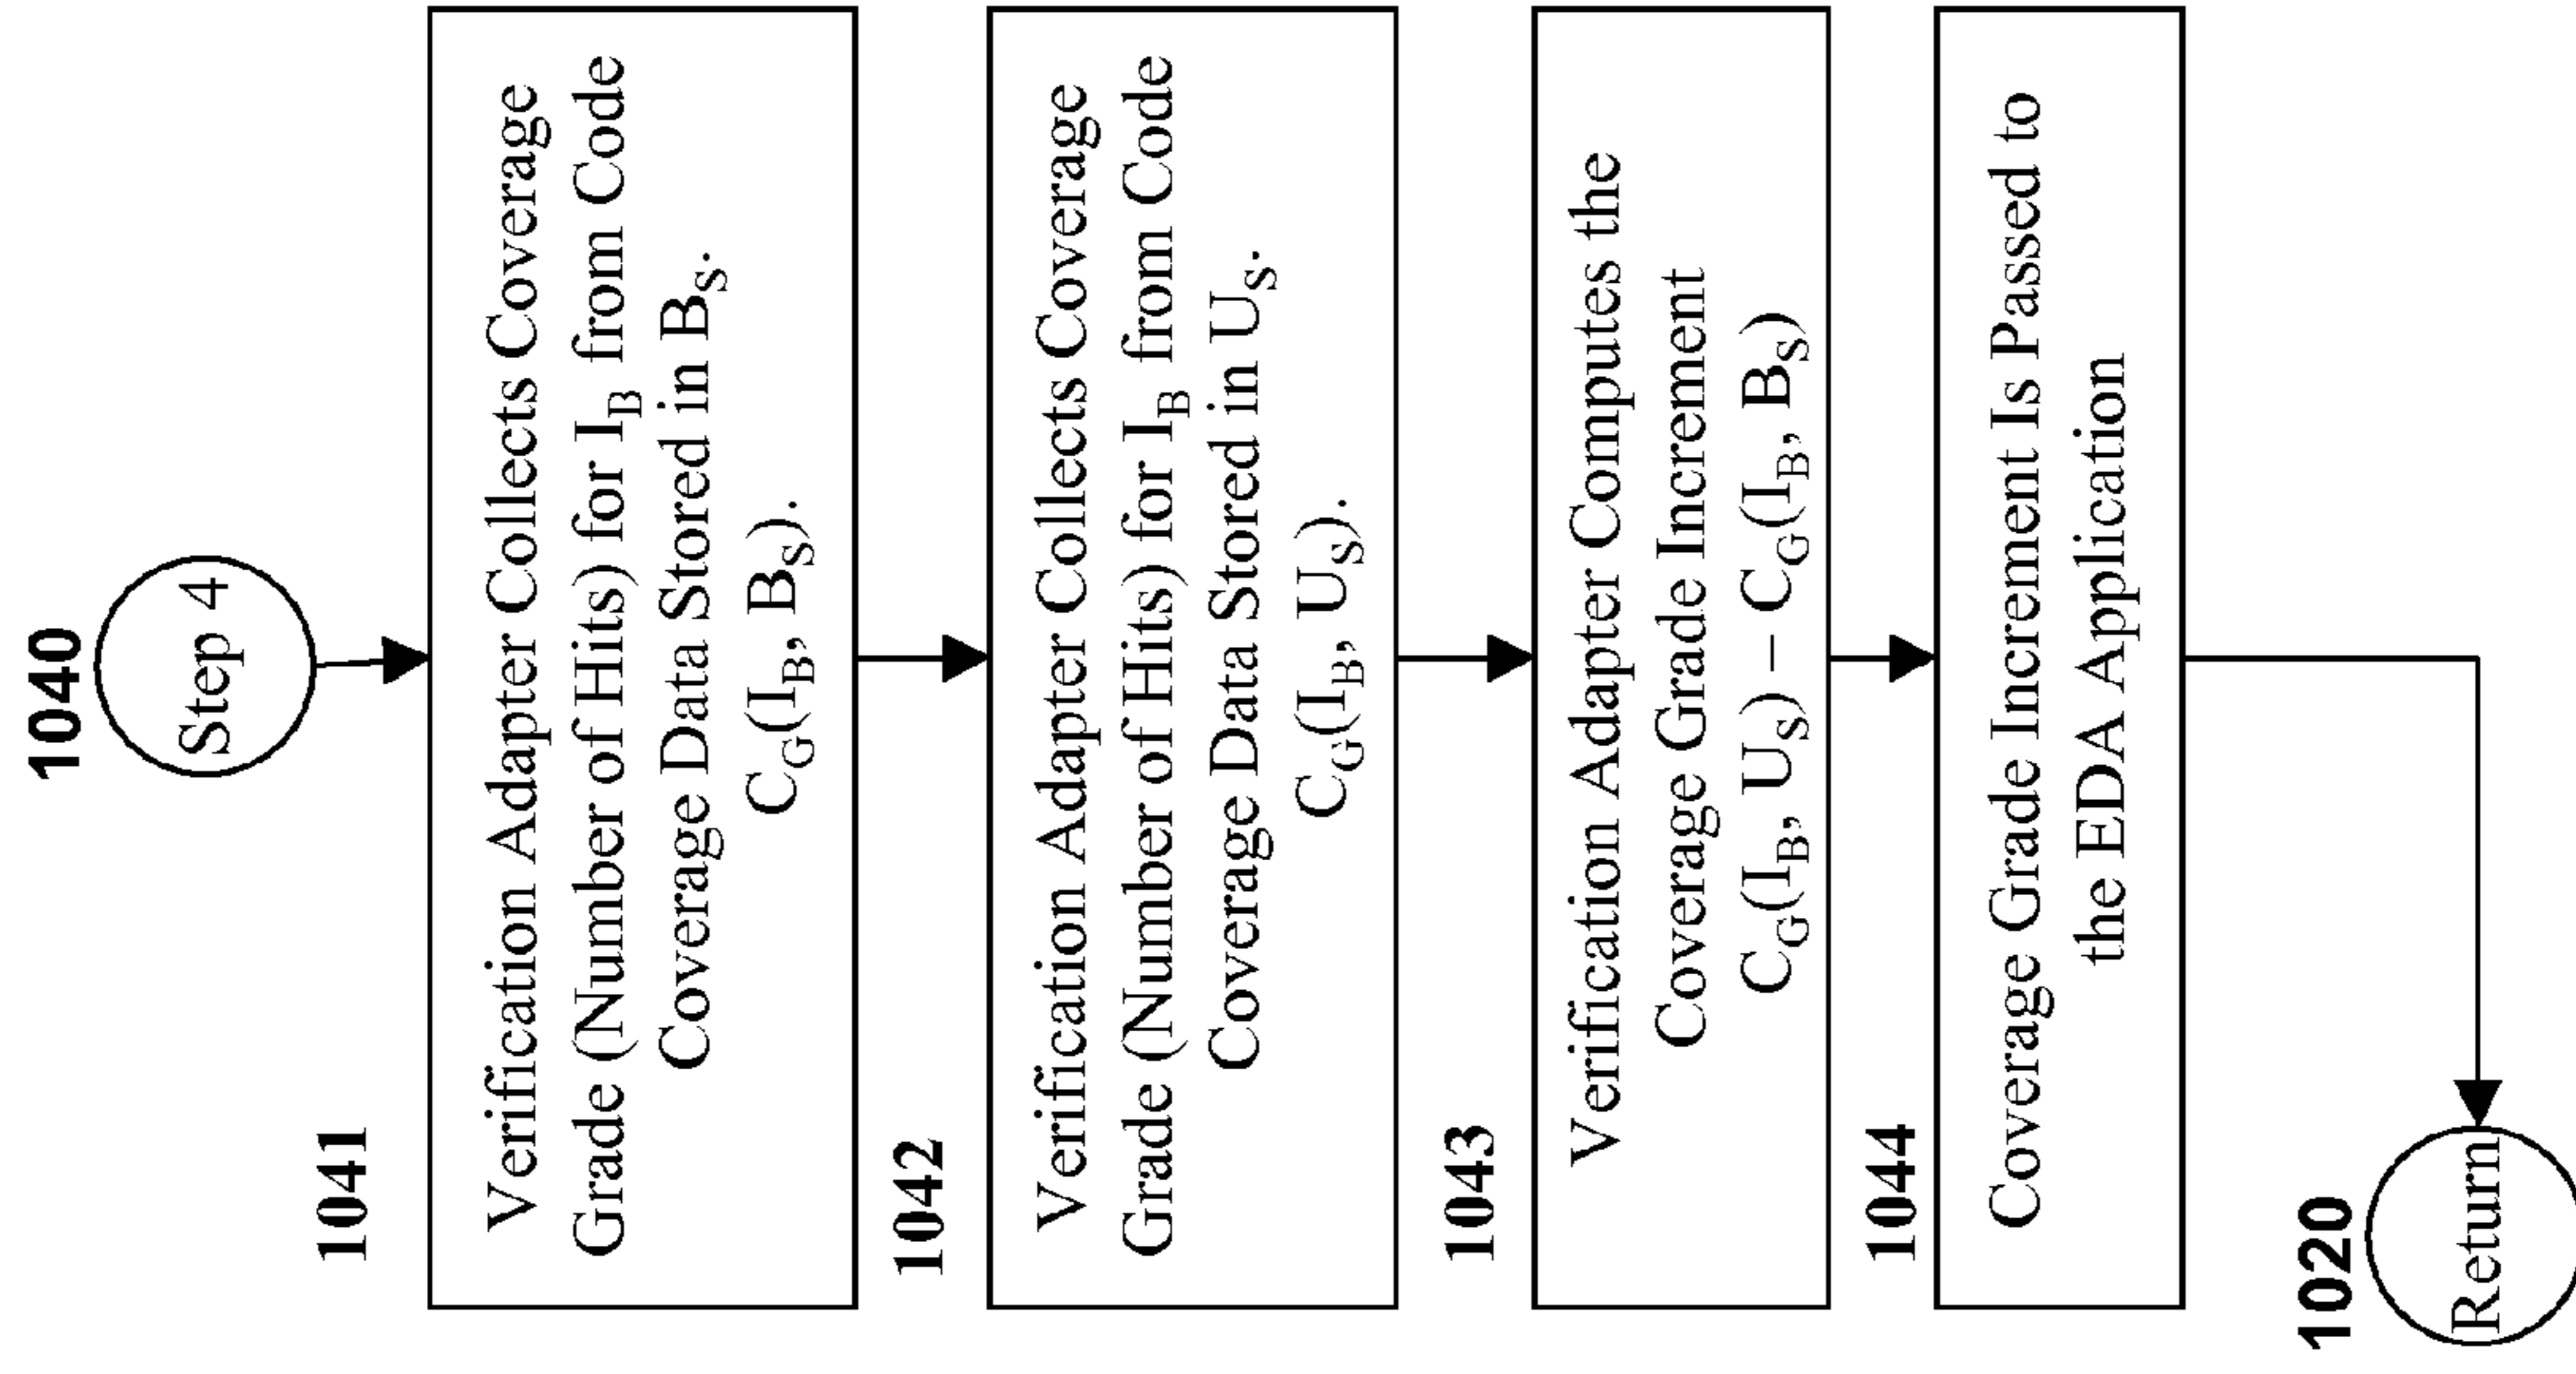 1040
Step 4
1041
Verification Adapter Collects Coverage
Grade (Number of Hits) for I_B from Code
Coverage Data Stored in B_S.
C_G(I_B, B_S).
1042
Verification Adapter Collects Coverage
Grade (Number of Hits) for I_B from Code
Coverage Data Stored in U_S.
C_G(I_B, U_S).
1043
Verification Adapter Computes the
Coverage Grade Increment
C_G(I_B, U_S) – C_G(I_B, B_S)
1044
Coverage Grade Increment Is Passed to
the EDA Application
1020
Return